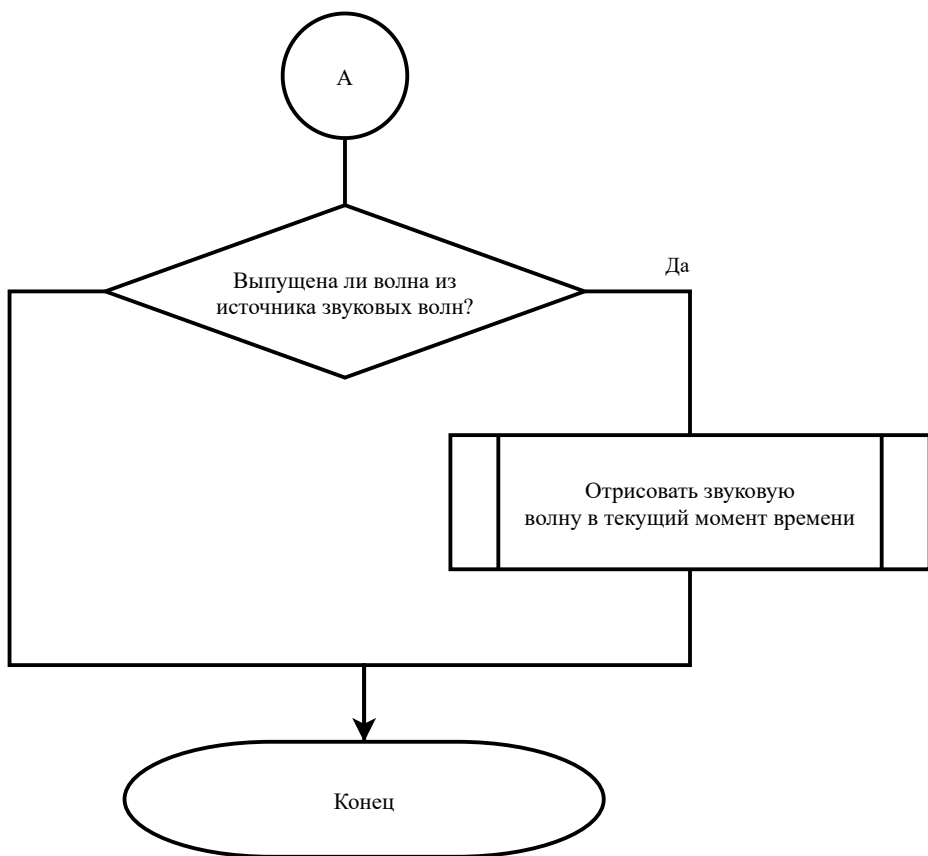 А
Выпущена ли волна из
источника звуковых волн?
Да
Отрисовать звуковую
волну в текущий момент времени
Конец